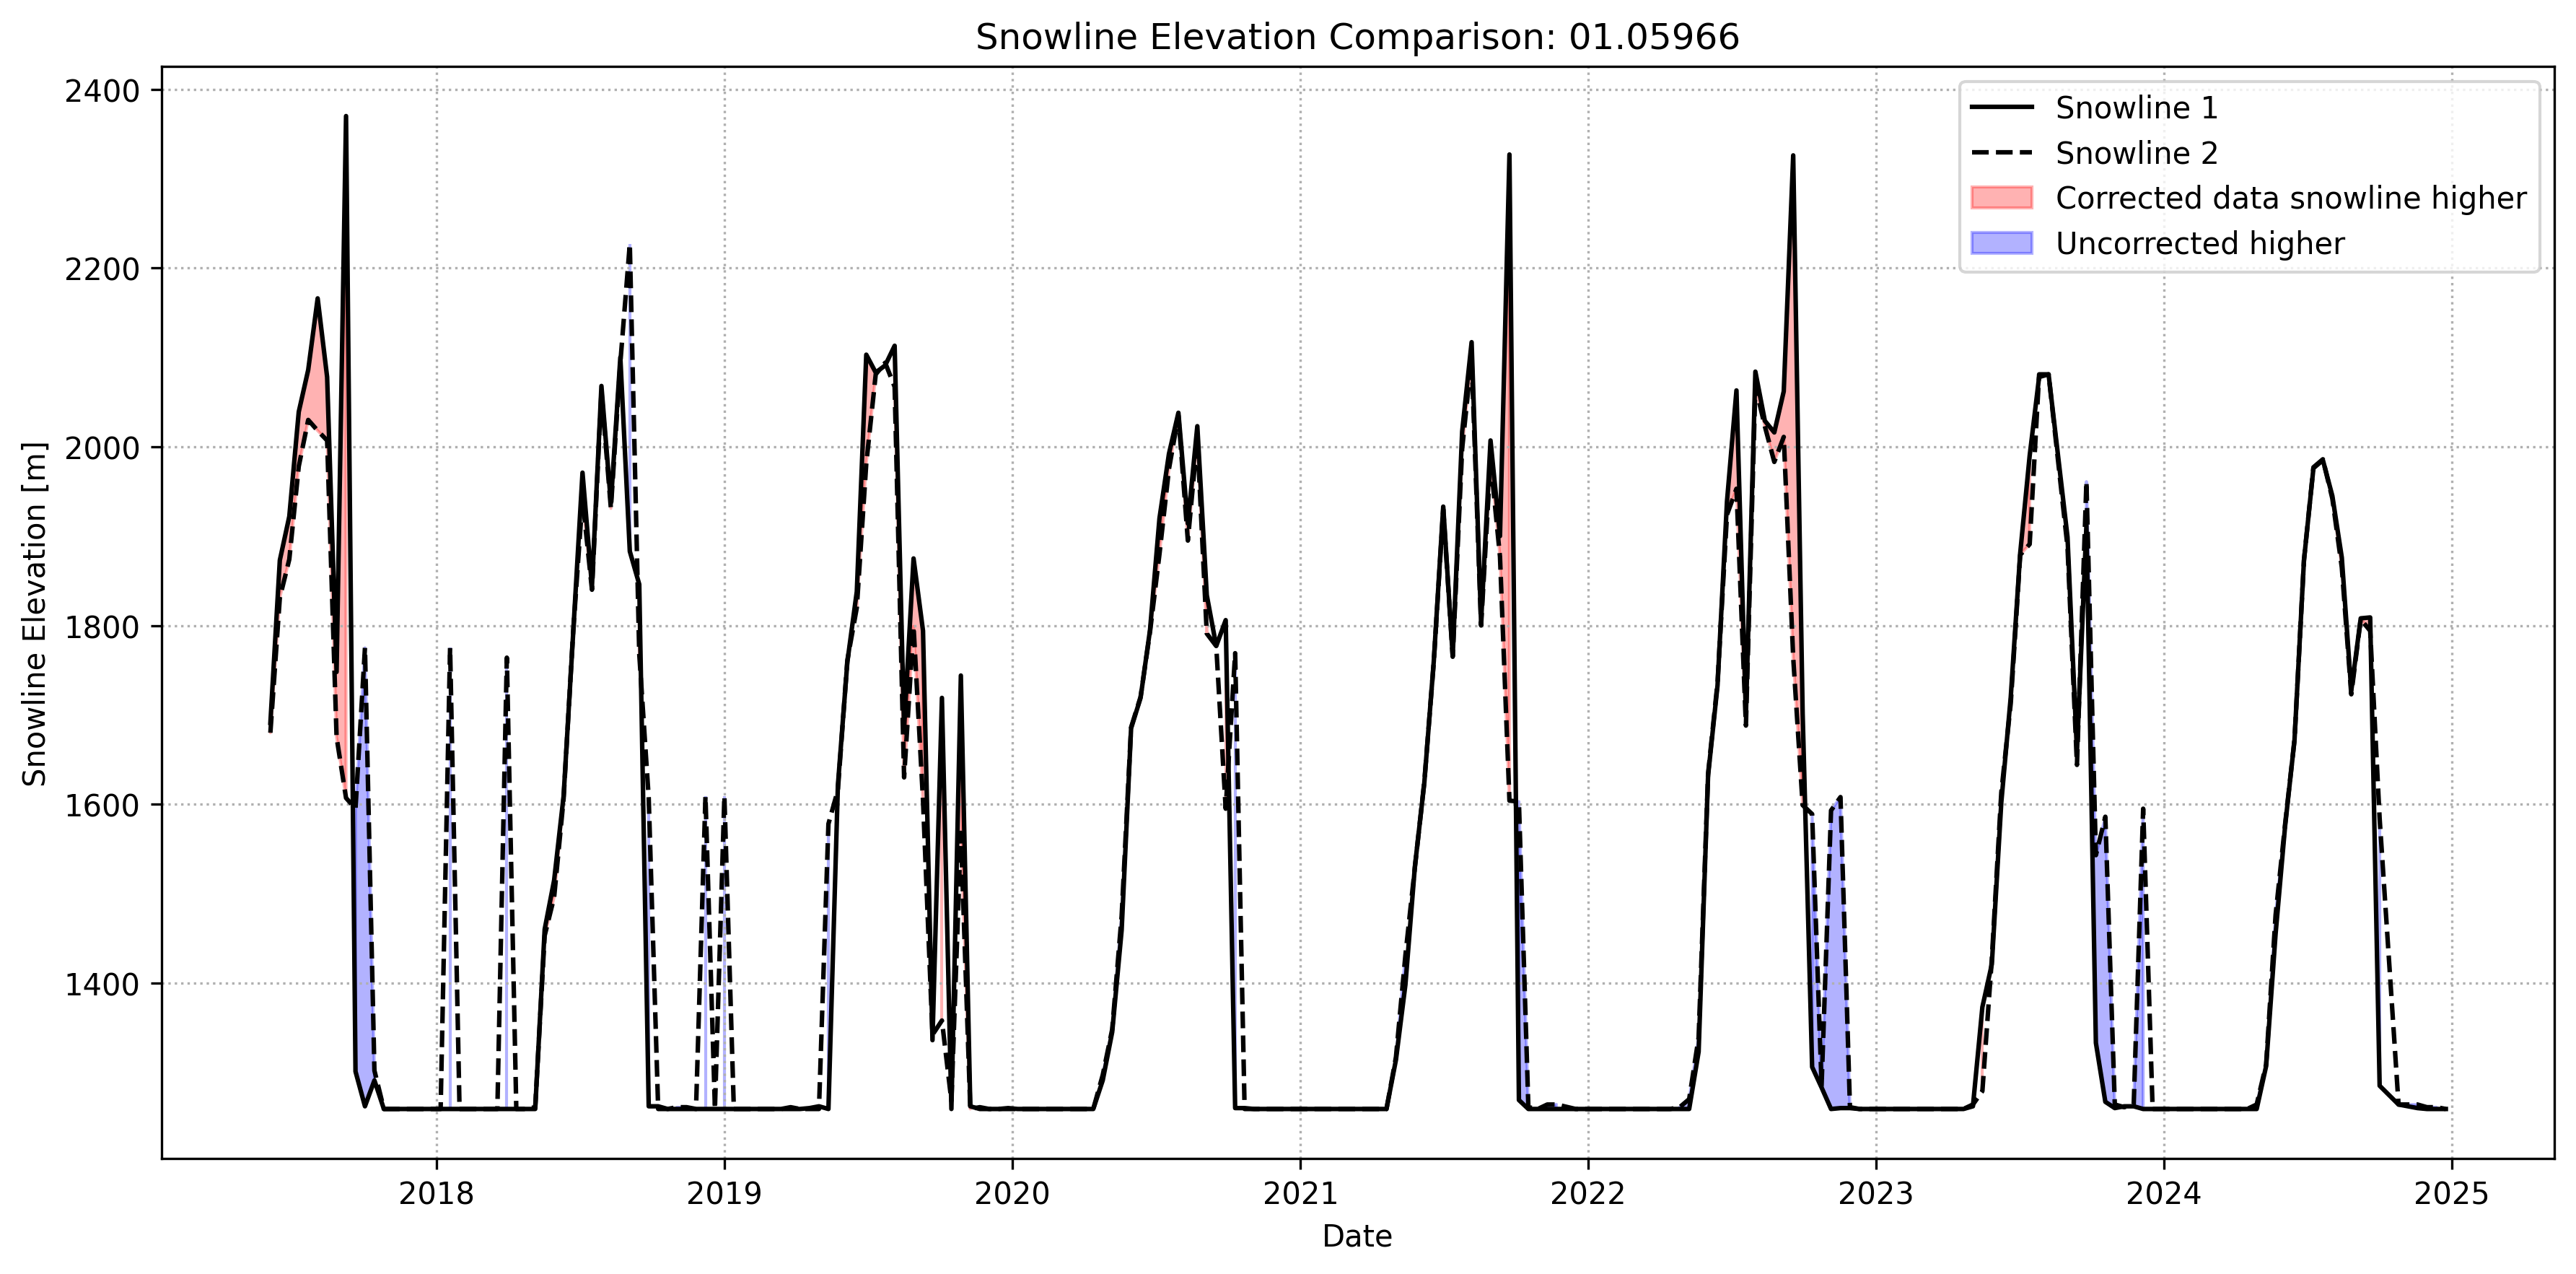 Snowline Elevation Comparison: 01.05966
Snowline 1
Snowline 2
Corrected data snowline higher
Uncorrected higher
Snowline Elevation [m]
2400
2200
2000
1800
1600
1400
2018 2019 2020 2021 2022 2023 2024 2025
Date